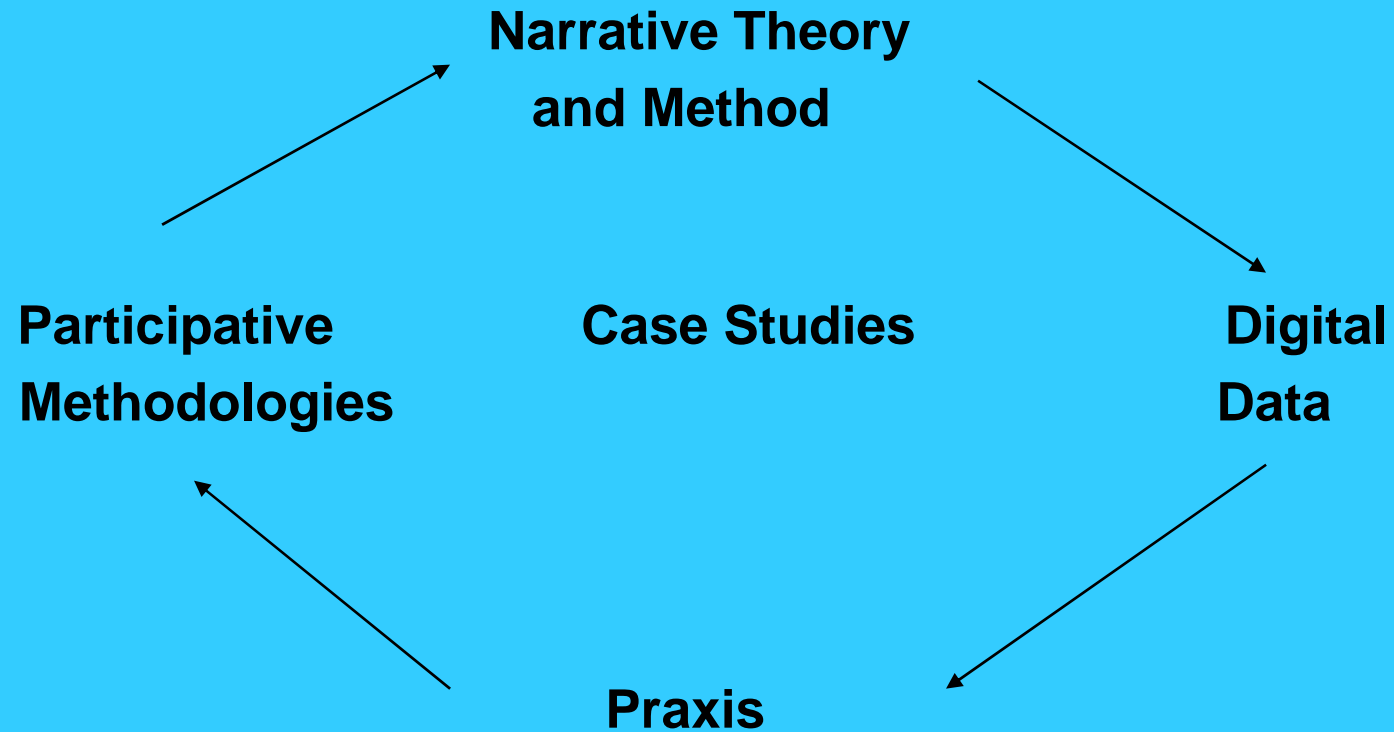 Narrative Theory
and Method
Participative
Methodologies
Case Studies
Digital
Data
Praxis